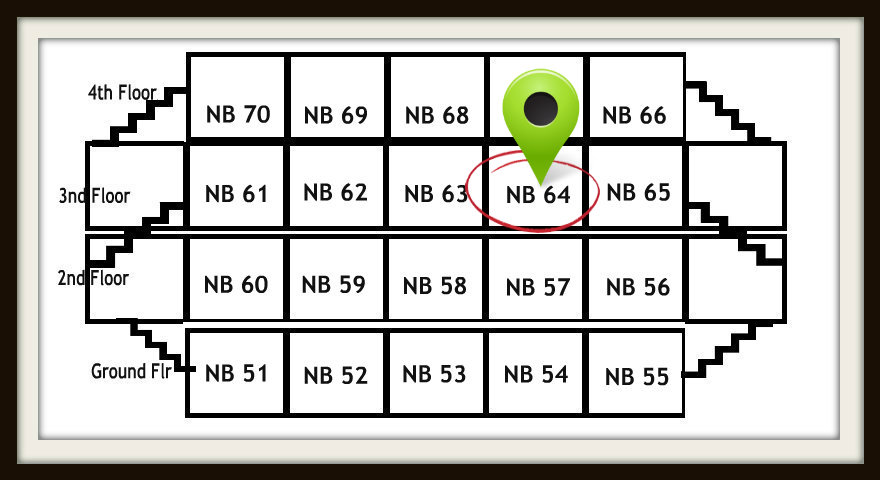 4th Floor
NB 70 NB 69 NB 68 NB 66
3nd Floor
NB 61 NB 62 NB 63 NB 64 NB 65
2nd Floor
NB 60 NB 59 NB 58 NB 57 NB 56
Ground Flr
NB 51 NB 52 NB 53 NB 54 NB 55